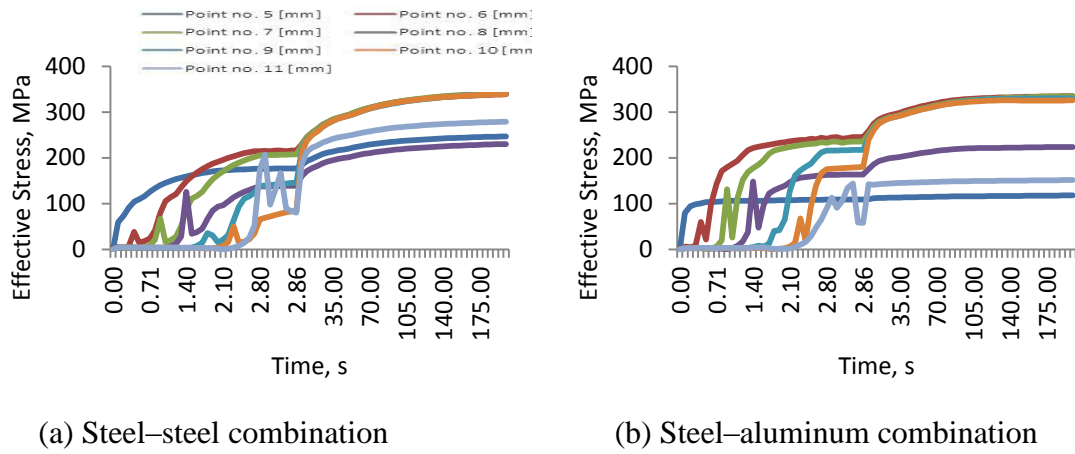 Point no. 5 [mm] Point no. 6 [mm]
Point no. 7 [mm] Point no. 8 [mm]
Point no. 9 [mm] Point no. 10 [mm
Point no. 11 [mm]
Effective Stress, MPa
400
300
200
100
0
0.00 0.71 1.40 2.10 2.80 2.86 35.00 70.00 105.00 140.00 175.00
Time, s
Effective Stress, MPa
400
300
200
100
0
0.00 0.71 1.40 2.10 2.80 2.86 35.00 70.00 105.00 140.00 175.00
Time, s
(a) Steel–steel combination
(b) Steel–aluminum combination